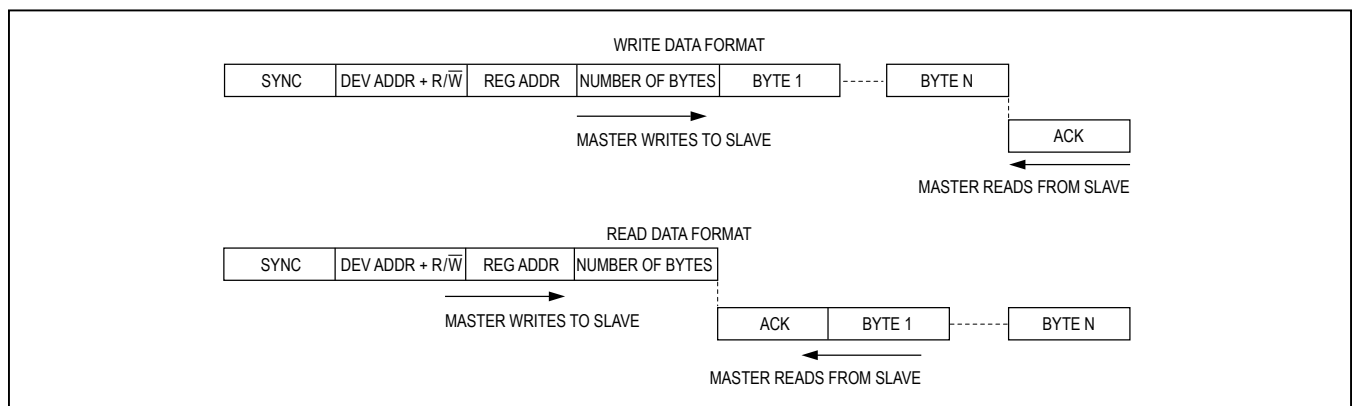 WRITE DATA FORMAT
SYNC DEV ADDR + R/W̅ REG ADDR NUMBER OF BYTES BYTE 1 BYTE N
ACK
MASTER WRITES TO SLAVE
MASTER READS FROM SLAVE
READ DATA FORMAT
SYNC DEV ADDR + R/W̅ REG ADDR NUMBER OF BYTES
MASTER WRITES TO SLAVE
ACK BYTE 1 BYTE N
MASTER READS FROM SLAVE